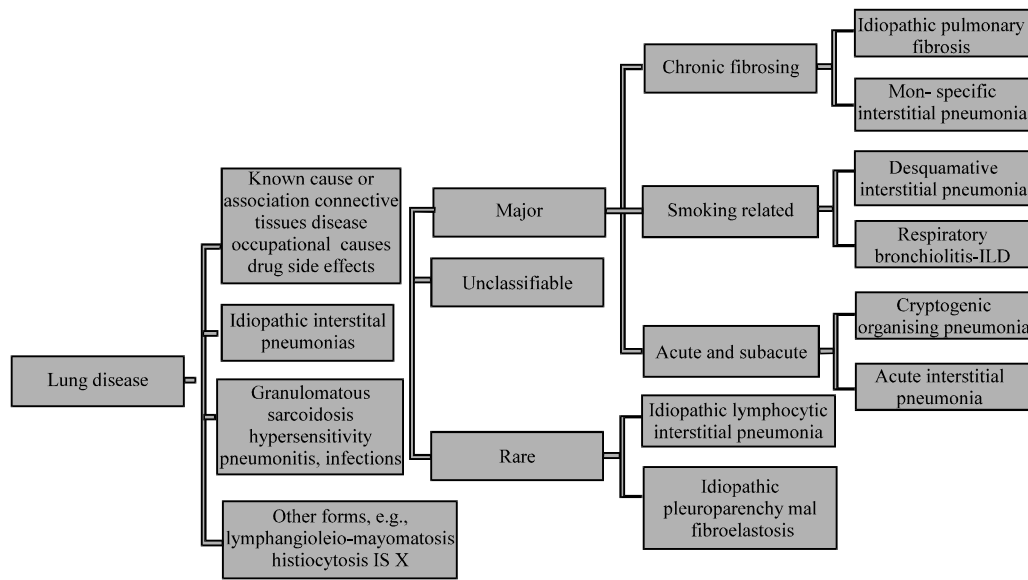 Lung disease
Known cause or
association connective
tissues disease
occupational causes
drug side effects
Idiopathic interstital
pneumonias
Granulomatous
sarcoidosis
hypersensitivity
pneumonitis, infections
Other forms, e.g.,
lymphangioleio-mayomatosis
histiocytosis IS X
Major
Unclassifiable
Rare
Chronic fibrosing
Smoking related
Acute and subacute
Idiopathic lymphocytic
interstitial pneumonia
Idiopathic
pleuroparenchy mal
fibroelastosis
Idiopathic pulmonary
fibrosis
Mon- specific
interstitial pneumonia
Desquamative
interstitial pneumonia
Respiratory
bronchiolitis-ILD
Cryptogenic
organising pneumonia
Acute interstitial
pneumonia